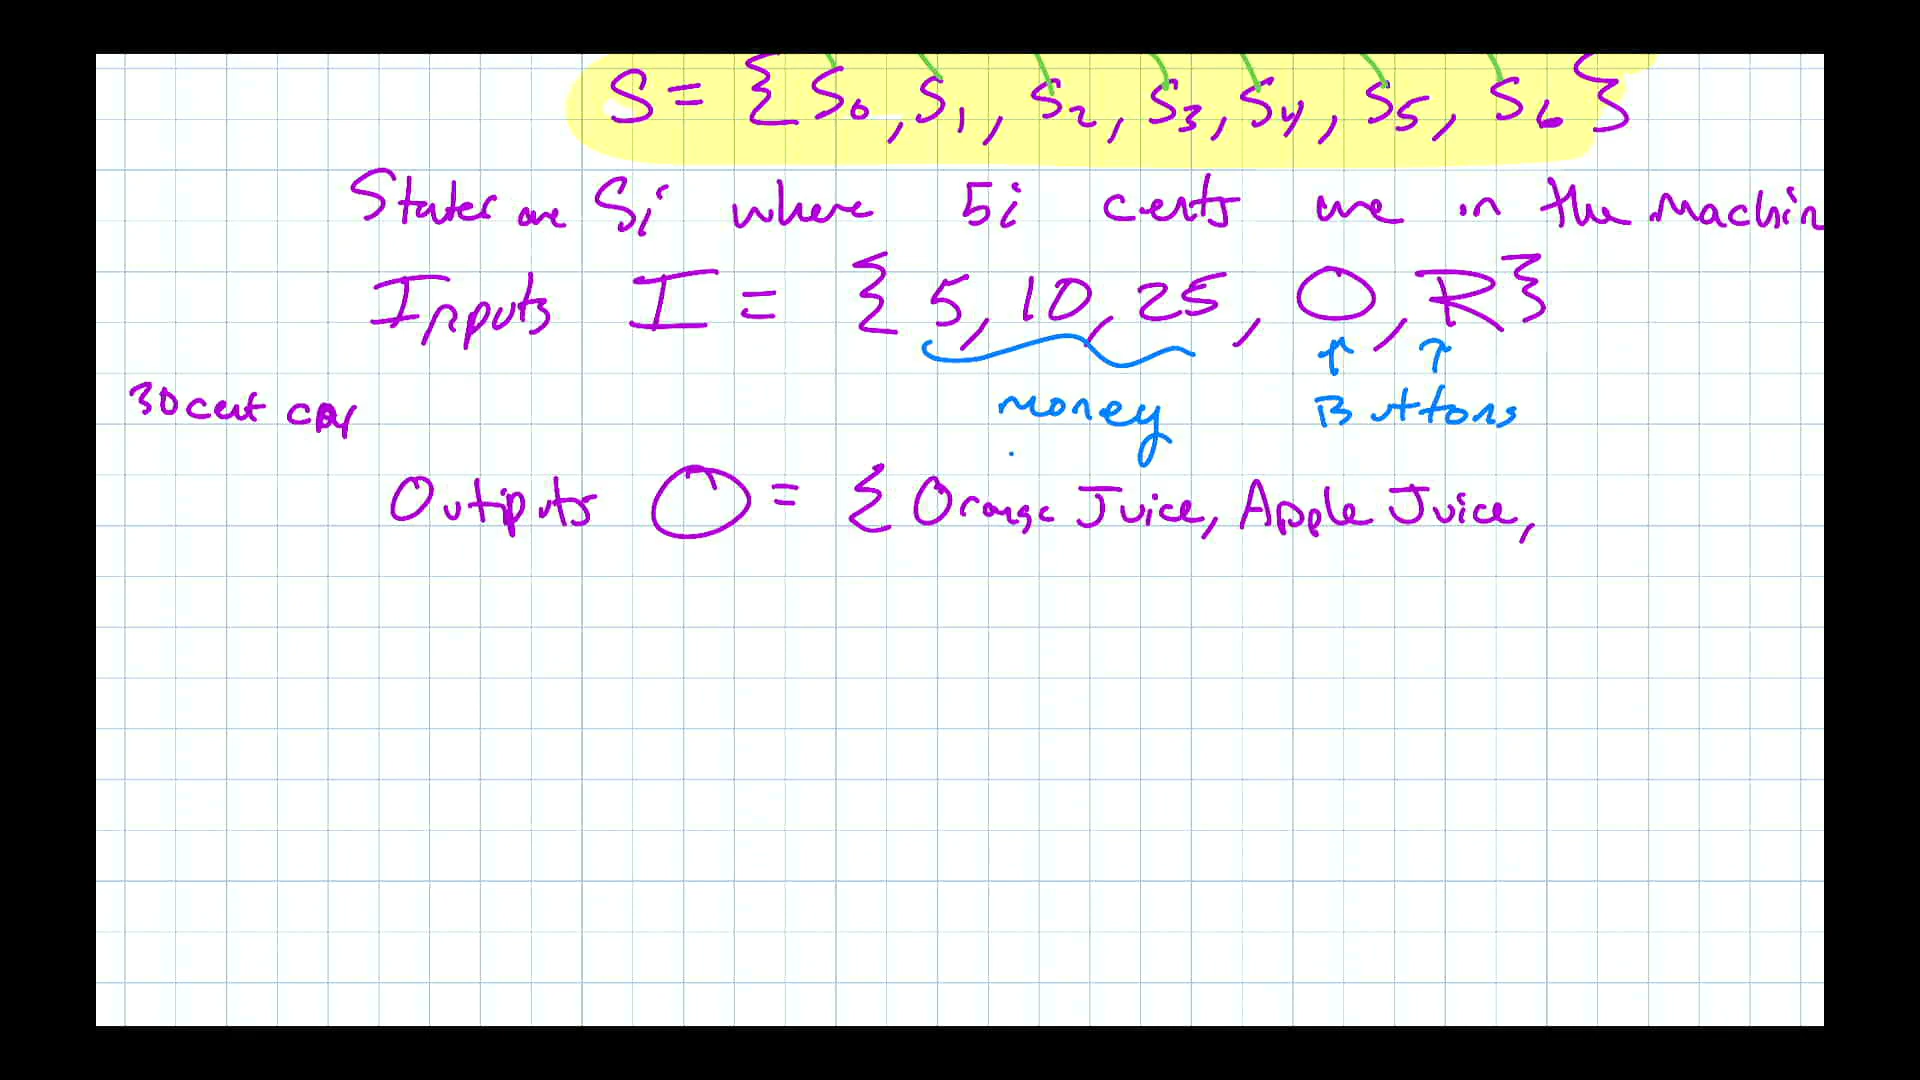 S = { S0, S1, S2, S3, S4, S5, S6 }
States are Si where 5i cents are in the Machin
Inputs I = { 5, 10, 25, O, R }
money Buttons
30 cent cap
Outputs O = { Orange Juice, Apple Juice,